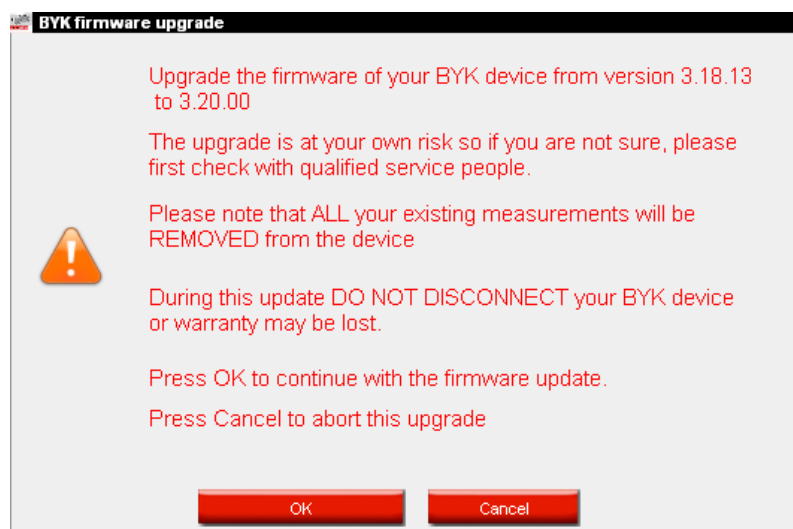 BYK firmware upgrade
Upgrade the firmware of your BYK device from version 3.18.13
to 3.20.00
The upgrade is at your own risk so if you are not sure, please
first check with qualified service people.
Please note that ALL your existing measurements will be
REMOVED from the device
During this update DO NOT DISCONNECT your BYK device
or warranty may be lost.
Press OK to continue with the firmware update.
Press Cancel to abort this upgrade
OK
Cancel